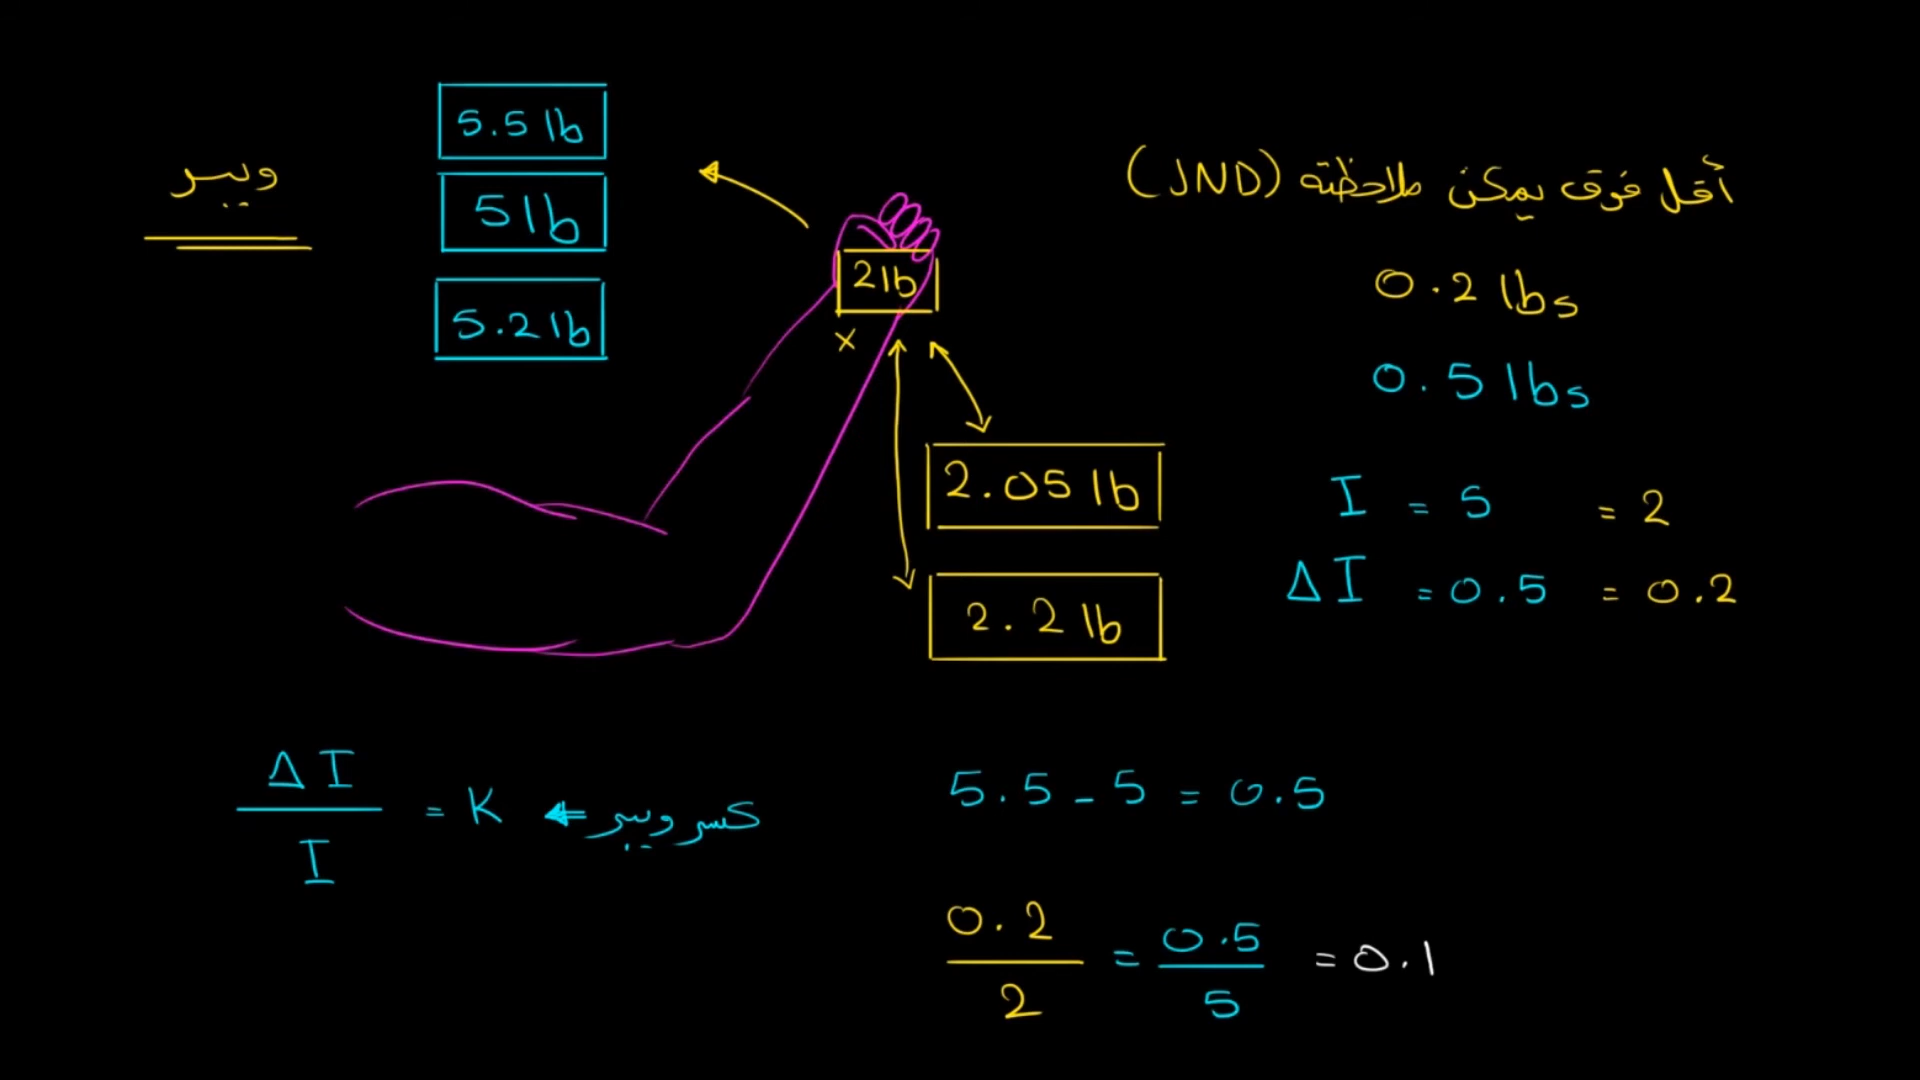 ويبر
5.5 lb
5 lb
5.2 lb
2 lb
x
2.05 lb
2.2 lb
أقل فرق يمكن ملاحظته (JND)
0.2 lbs
0.5 lbs
I = 5 = 2
ΔI = 0.5 = 0.2
ΔI / I = K ← كسر ويبر
5.5 - 5 = 0.5
0.2 / 2 = 0.5 / 5 = 0.1